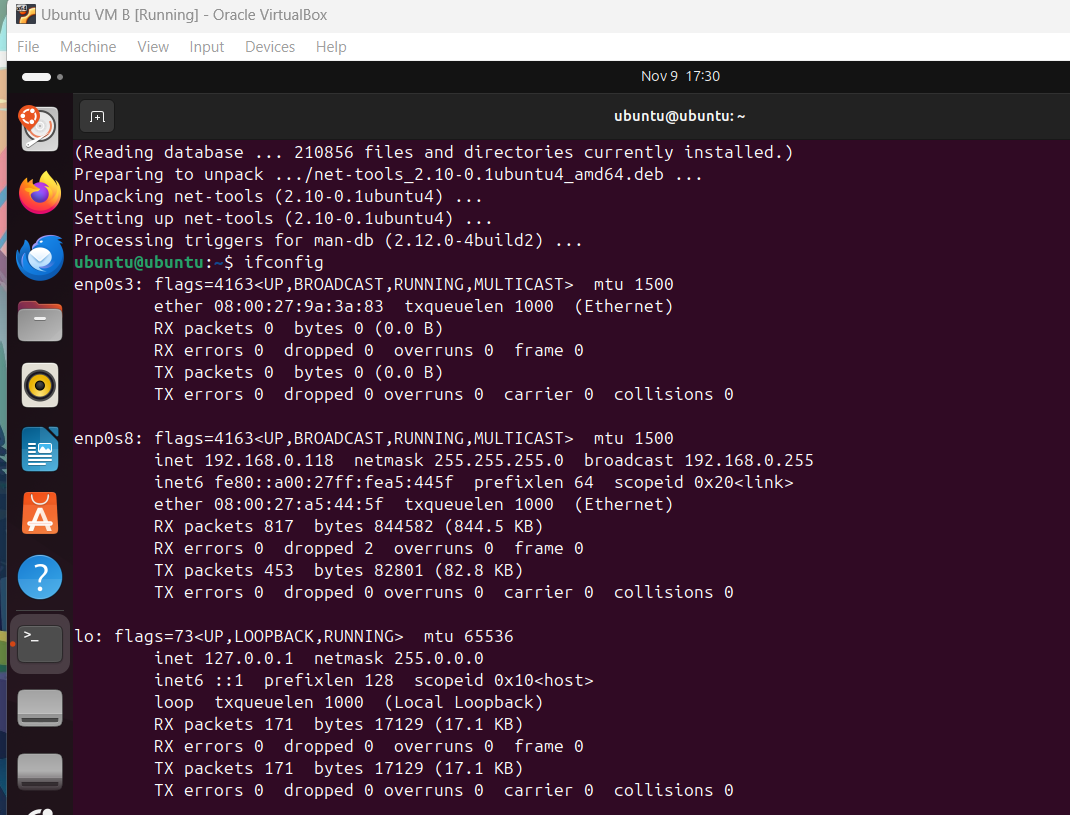 Ubuntu VM B [Running] - Oracle VirtualBox
File Machine View Input Devices Help
Nov 9 17:30
ubuntu@ubuntu: ~
(Reading database ... 210856 files and directories currently installed.)
Preparing to unpack .../net-tools_2.10-0.1ubuntu4_amd64.deb ...
Unpacking net-tools (2.10-0.1ubuntu4) ...
Setting up net-tools (2.10-0.1ubuntu4) ...
Processing triggers for man-db (2.12.0-4build2) ...
ubuntu@ubuntu:~$ ifconfig
enp0s3: flags=4163<UP,BROADCAST,RUNNING,MULTICAST>  mtu 1500
        ether 08:00:27:9a:3a:83  txqueuelen 1000  (Ethernet)
        RX packets 0  bytes 0 (0.0 B)
        RX errors 0  dropped 0  overruns 0  frame 0
        TX packets 0  bytes 0 (0.0 B)
        TX errors 0  dropped 0 overruns 0  carrier 0  collisions 0
enp0s8: flags=4163<UP,BROADCAST,RUNNING,MULTICAST>  mtu 1500
        inet 192.168.0.118  netmask 255.255.255.0  broadcast 192.168.0.255
        inet6 fe80::a00:27ff:fea5:445f  prefixlen 64  scopeid 0x20<link>
        ether 08:00:27:a5:44:5f  txqueuelen 1000  (Ethernet)
        RX packets 817  bytes 844582 (844.5 KB)
        RX errors 0  dropped 2  overruns 0  frame 0
        TX packets 453  bytes 82801 (82.8 KB)
        TX errors 0  dropped 0 overruns 0  carrier 0  collisions 0
lo: flags=73<UP,LOOPBACK,RUNNING>  mtu 65536
        inet 127.0.0.1  netmask 255.0.0.0
        inet6 ::1  prefixlen 128  scopeid 0x10<host>
        loop  txqueuelen 1000  (Local Loopback)
        RX packets 171  bytes 17129 (17.1 KB)
        RX errors 0  dropped 0  overruns 0  frame 0
        TX packets 171  bytes 17129 (17.1 KB)
        TX errors 0  dropped 0 overruns 0  carrier 0  collisions 0